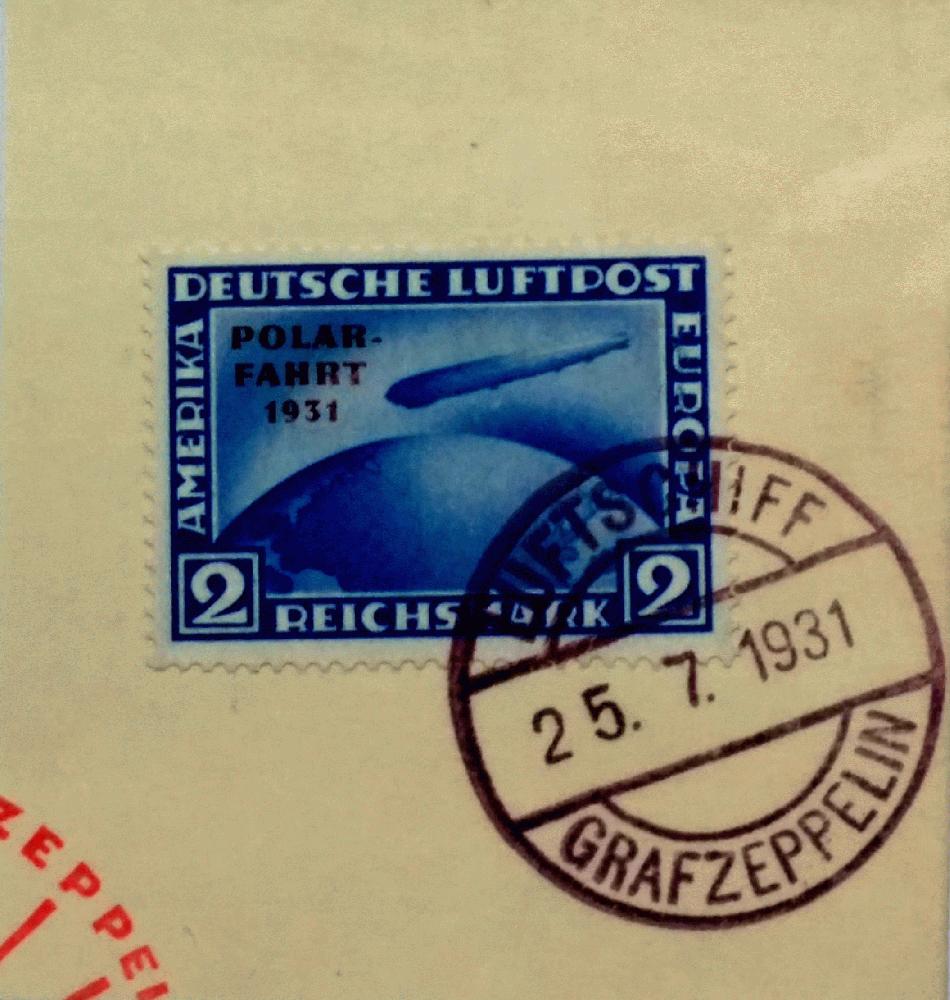 DEUTSCHE LUFTPOST
AMERIKA
EUROPA
POLAR-
FAHRT
1931
2
REICHSMARK
2
LUFTSCHIFF
25. 7. 1931
GRAFZEPPELIN
ZEPPEL